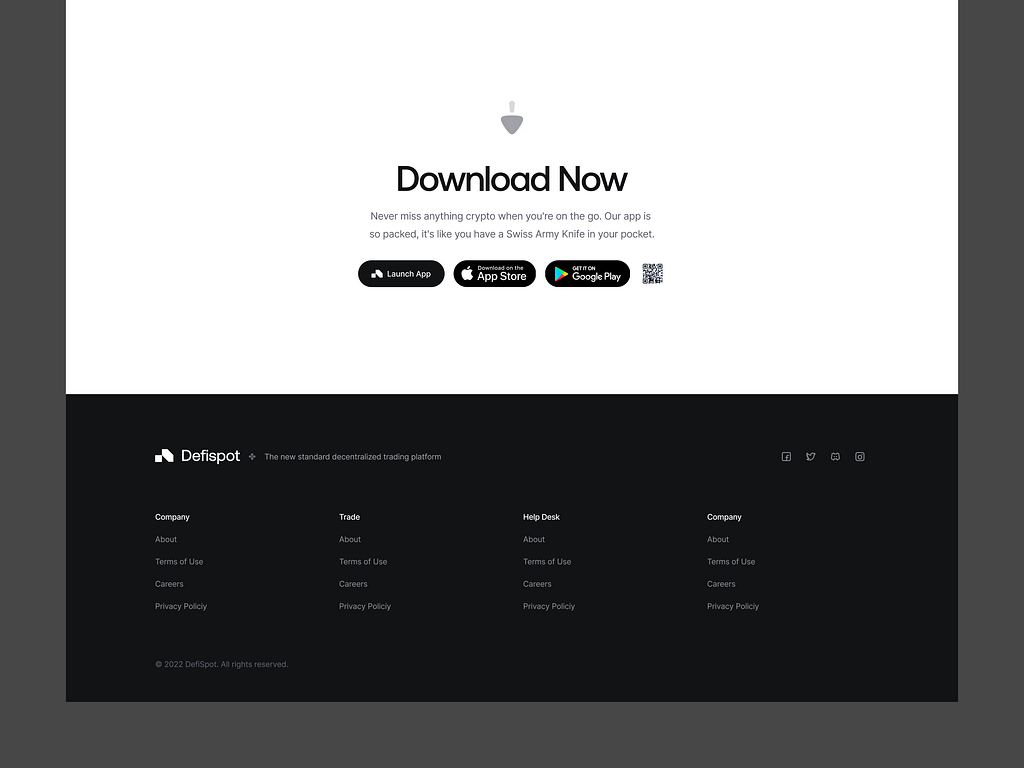 Download Now
Never miss anything crypto when you're on the go. Our app is
so packed, it's like you have a Swiss Army Knife in your pocket.
Launch App
Download on the
App Store
GET IT ON
Google Play
Defispot
The new standard decentralized trading platform
Company
About
Terms of Use
Careers
Privacy Policiy
Trade
About
Terms of Use
Careers
Privacy Policiy
Help Desk
About
Terms of Use
Careers
Privacy Policiy
Company
About
Terms of Use
Careers
Privacy Policiy
© 2022 DefiSpot. All rights reserved.